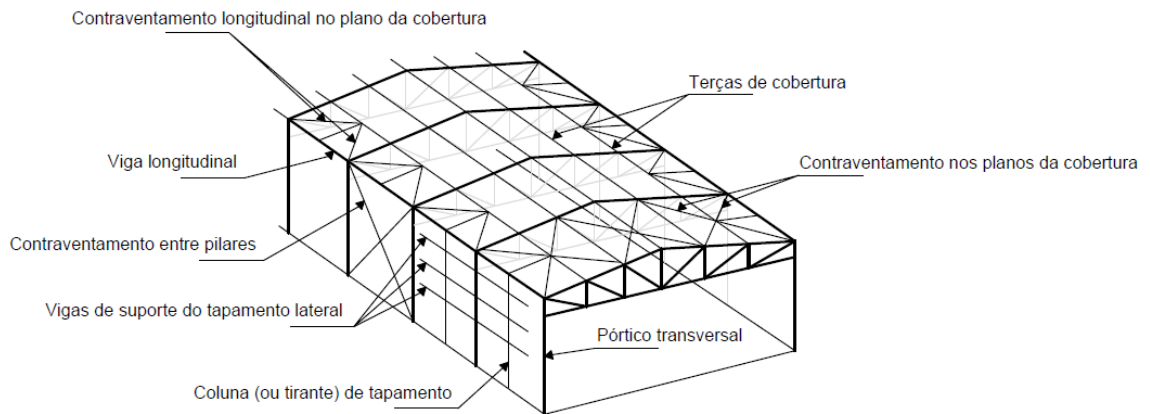 Contraventamento longitudinal no plano da cobertura
Terças de cobertura
Viga longitudinal
Contraventamento nos planos da cobertura
Contraventamento entre pilares
Vigas de suporte do tapamento lateral
Pórtico transversal
Coluna (ou tirante) de tapamento